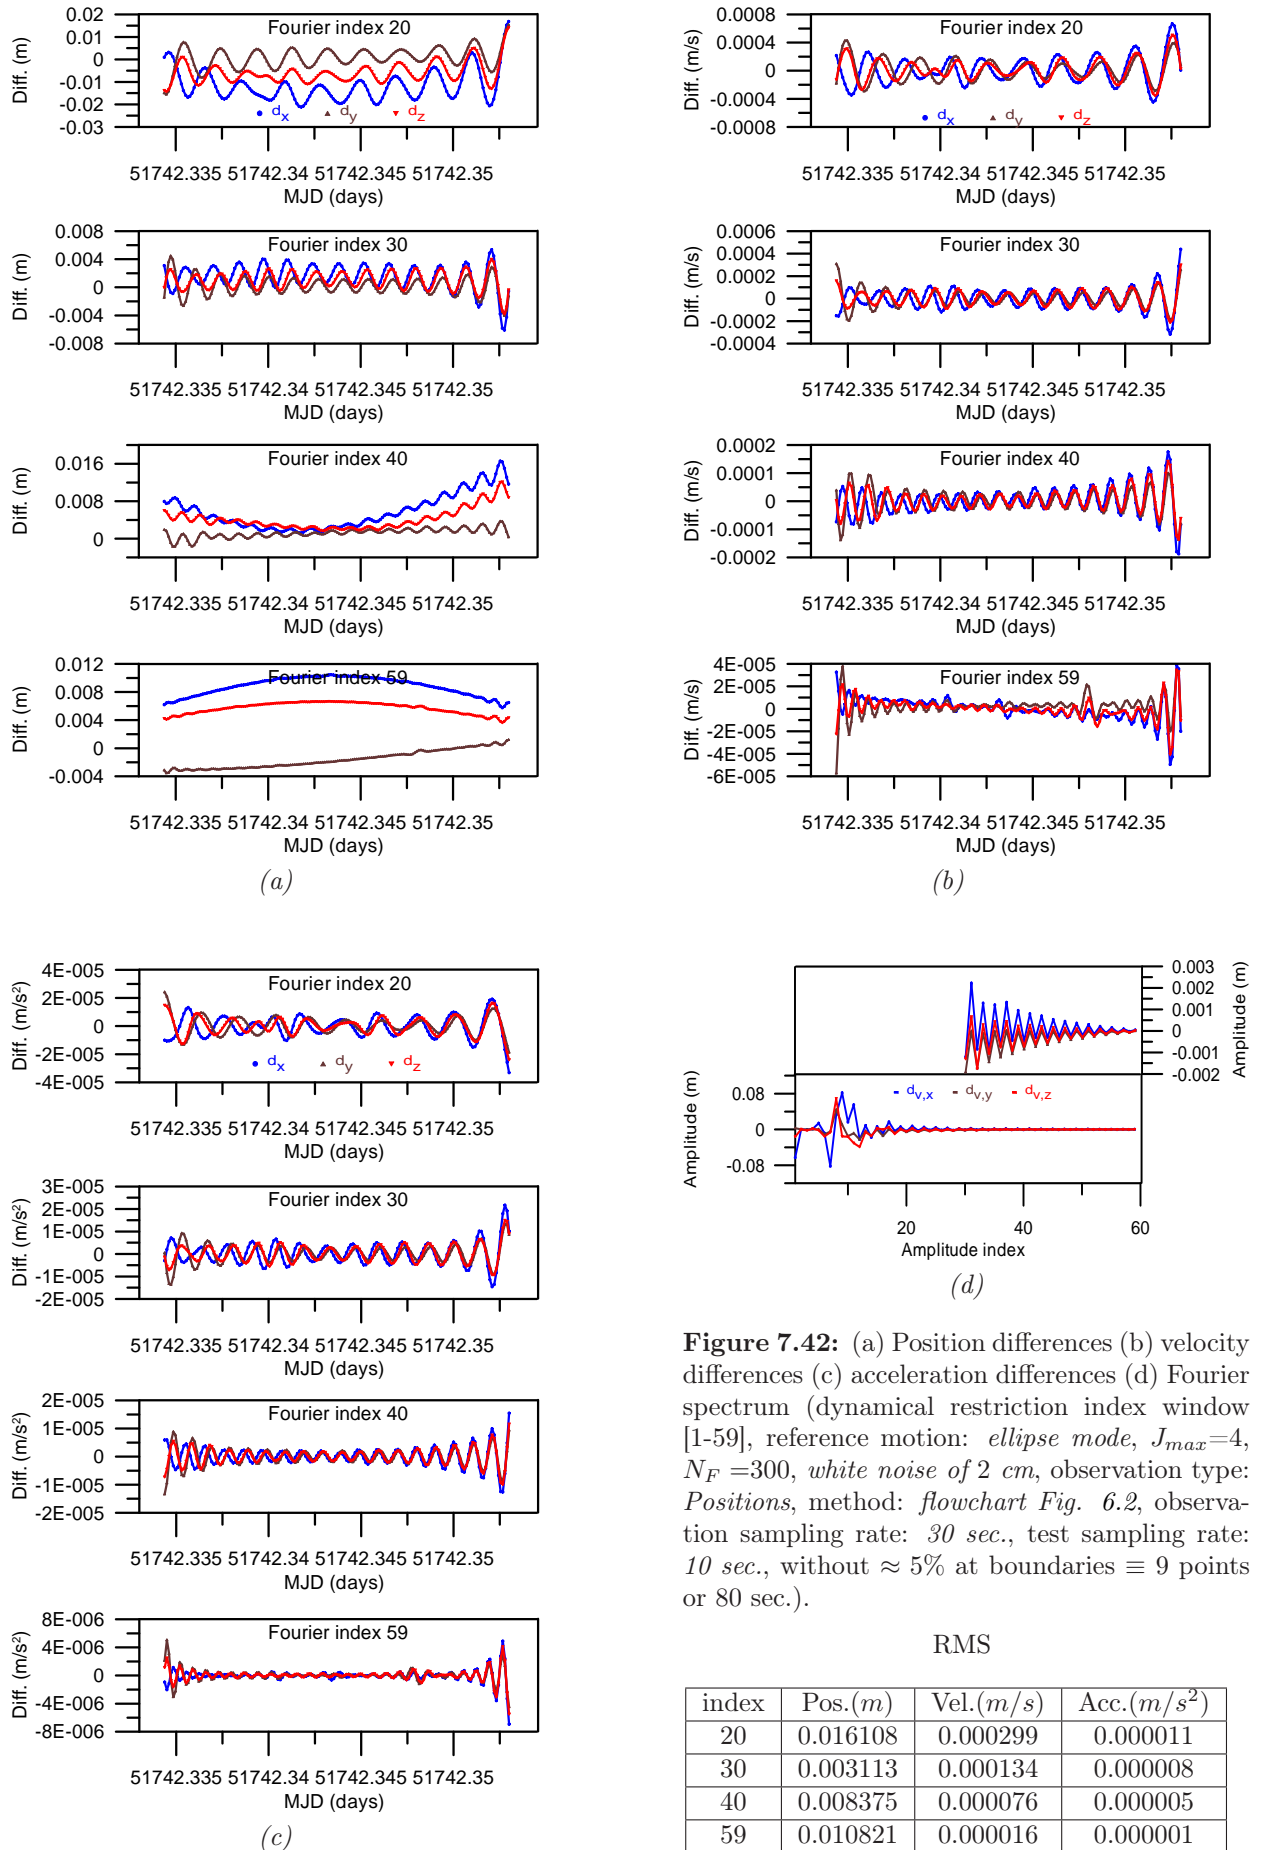 0.02
0.01
-0.01
-0.02
-0.03
Diff. (m)
Fourier index 20
d_x d_y d_z
51742.335 51742.34 51742.345 51742.35
MJD (days)
0.008
0.004
0
-0.004
-0.008
Diff. (m)
Fourier index 30
51742.335 51742.34 51742.345 51742.35
MJD (days)
0.016
0.008
0
Diff. (m)
Fourier index 40
51742.335 51742.34 51742.345 51742.35
MJD (days)
0.012
0.008
0.004
0
-0.004
Diff. (m)
Fourier index 59
51742.335 51742.34 51742.345 51742.35
MJD (days)
(a)
0.0008
0.0004
0
-0.0004
-0.0008
Diff. (m/s)
Fourier index 20
d_x d_y d_z
51742.335 51742.34 51742.345 51742.35
MJD (days)
0.0006
0.0004
0.0002
0
-0.0002
-0.0004
Diff. (m/s)
Fourier index 30
51742.335 51742.34 51742.345 51742.35
MJD (days)
0.0002
0.0001
0
-0.0001
-0.0002
Diff. (m/s)
Fourier index 40
51742.335 51742.34 51742.345 51742.35
MJD (days)
4E-005
2E-005
0
-2E-005
-4E-005
-6E-005
Diff. (m/s)
Fourier index 59
51742.335 51742.34 51742.345 51742.35
MJD (days)
(b)
4E-005
2E-005
0
-2E-005
-4E-005
Diff. (m/s²)
Fourier index 20
d_x d_y d_z
51742.335 51742.34 51742.345 51742.35
MJD (days)
3E-005
2E-005
1E-005
0
-1E-005
-2E-005
Diff. (m/s²)
Fourier index 30
51742.335 51742.34 51742.345 51742.35
MJD (days)
2E-005
1E-005
0
-1E-005
-2E-005
Diff. (m/s²)
Fourier index 40
51742.335 51742.34 51742.345 51742.35
MJD (days)
8E-006
4E-006
0
-4E-006
-8E-006
Diff. (m/s²)
Fourier index 59
51742.335 51742.34 51742.345 51742.35
MJD (days)
(c)
0.003
0.002
0.001
0
-0.001
-0.002
Amplitude (m)
0.08
0
-0.08
Amplitude (m)
d_v,x d_v,y d_v,z
20 40 60
Amplitude index
(d)
Figure 7.42: (a) Position differences (b) velocity
differences (c) acceleration differences (d) Fourier
spectrum (dynamical restriction index window
[1-59], reference motion: ellipse mode, J_max=4,
N_F =300, white noise of 2 cm, observation type:
Positions, method: flowchart Fig. 6.2, observa-
tion sampling rate: 30 sec., test sampling rate:
10 sec., without ≈ 5% at boundaries ≡ 9 points
or 80 sec.).
RMS
index Pos.(m) Vel.(m/s) Acc.(m/s²)
20 0.016108 0.000299 0.000011
30 0.003113 0.000134 0.000008
40 0.008375 0.000076 0.000005
59 0.010821 0.000016 0.000001